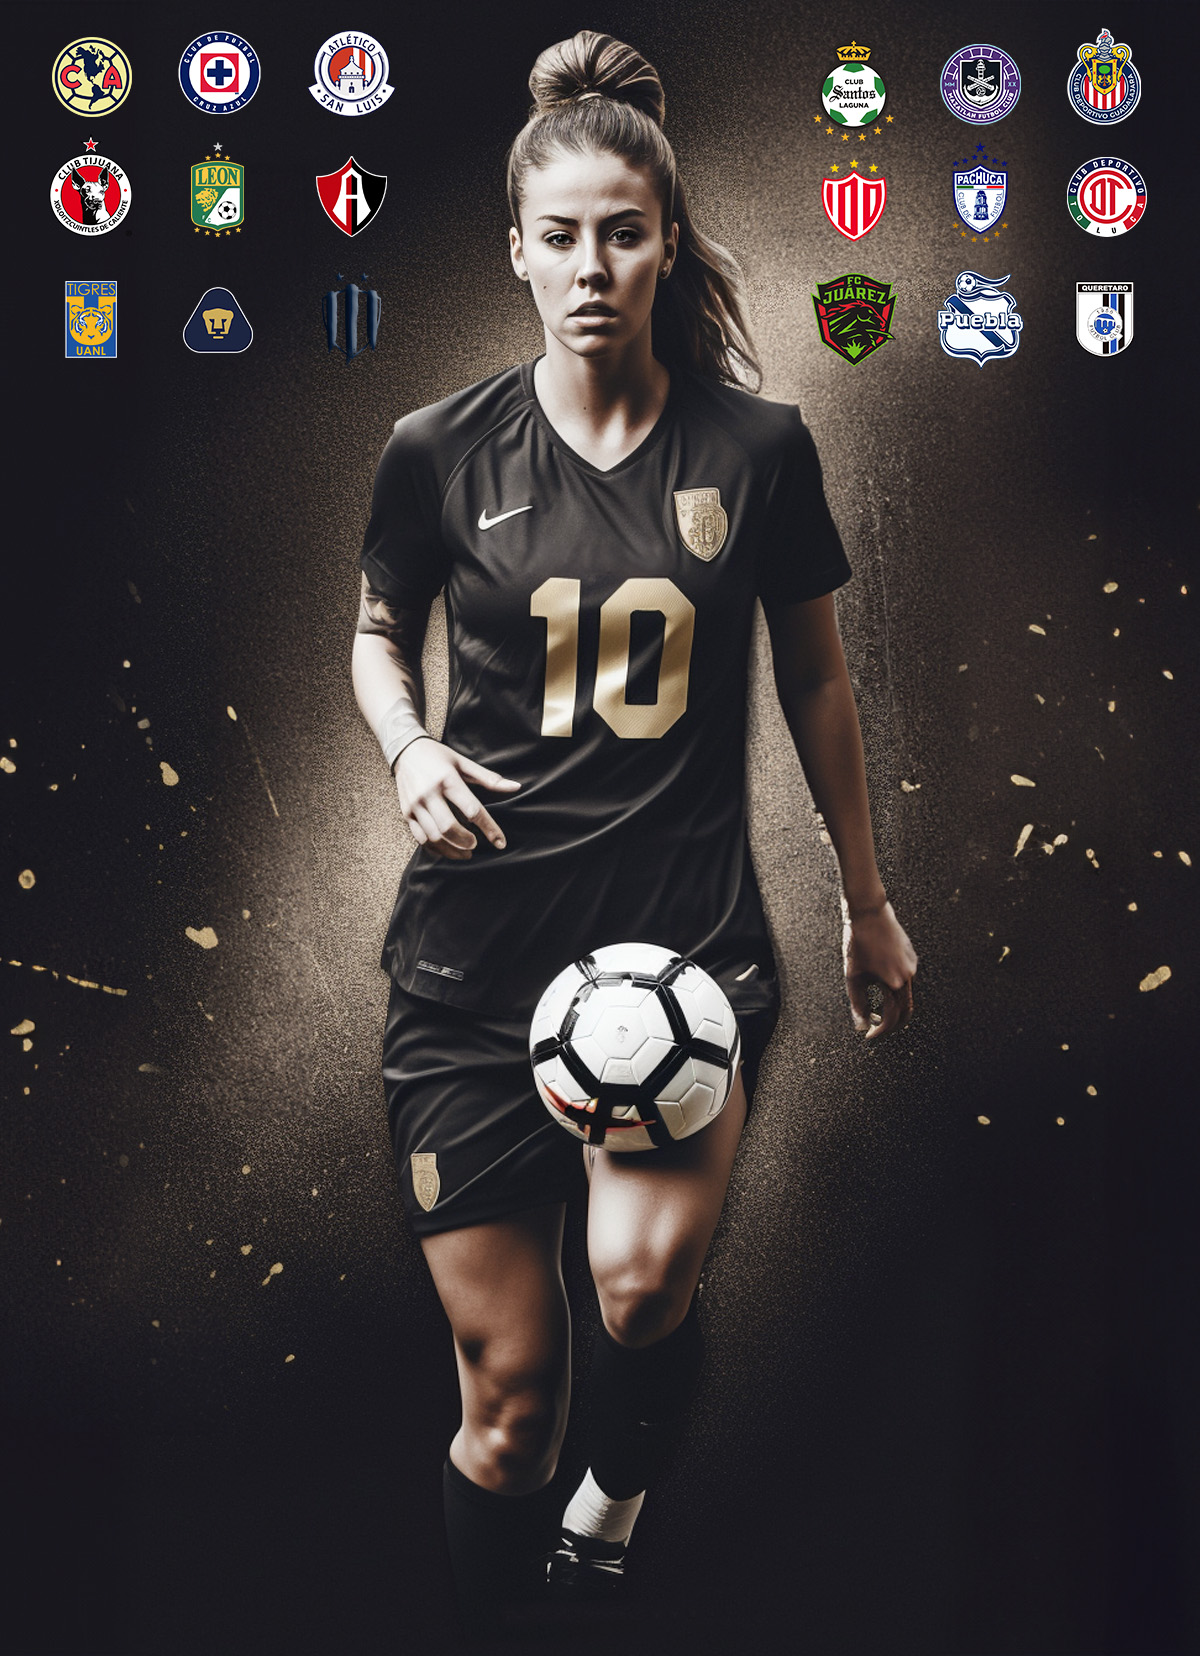 CA
CLUB DE FUTBOL
CRUZ AZUL
ATLÉTICO
SAN LUIS
CLUB
Santos
LAGUNA
MAZATLÁN FUTBOL CLUB
CLUB DEPORTIVO GUADALAJARA
CLUB TIJUANA
XOLOITZCUINTLES DE CALIENTE
LEON
A
PACHUCA
CLUB DE FUTBOL
CLUB DEPORTIVO
TOLUCA
TIGRES
UANL
FC
JUÁREZ
Puebla
QUERETARO
10